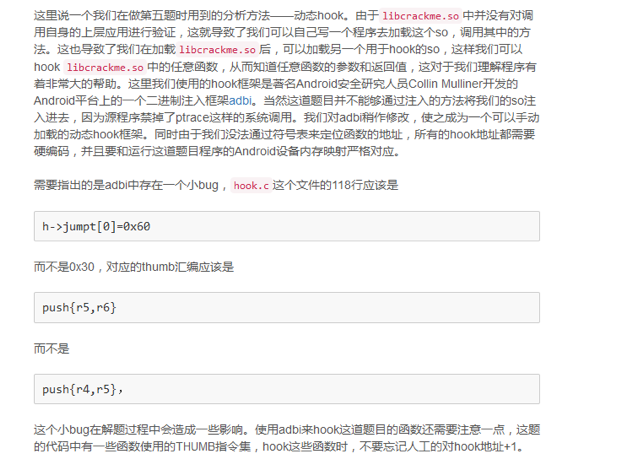 这里说一个我们在做第五题时用到的分析方法——动态hook。由于 libcrackme.so 中并没有对调
用自身的上层应用进行验证，这就导致了我们可以自己写一个程序去加载这个so，调用其中的方
法。这也导致了我们在加载 libcrackme.so 后，可以加载另一个用于hook的so，这样我们可以
hook libcrackme.so 中的任意函数，从而知道任意函数的参数和返回值，这对于我们理解程序有
着非常大的帮助。这里我们使用的hook框架是著名Android安全研究人员Collin Mulliner开发的
Android平台上的一个二进制注入框架adbi。当然这道题目并不能够通过注入的方法将我们的so注
入进去，因为源程序禁掉了ptrace这样的系统调用。我们对adbi稍作修改，使之成为一个可以手动
加载的动态hook框架。同时由于我们没法通过符号表来定位函数的地址，所有的hook地址都需要
硬编码，并且要和运行这道题目程序的Android设备内存映射严格对应。
需要指出的是adbi中存在一个小bug，hook.c 这个文件的118行应该是
h->jumpt[0]=0x60
而不是0x30，对应的thumb汇编应该是
push{r5,r6}
而不是
push{r4,r5}，
这个小bug在解题过程中会造成一些影响。使用adbi来hook这道题目的函数还需要注意一点，这题
的代码中有一些函数使用的THUMB指令集，hook这些函数时，不要忘记人工的对hook地址+1。